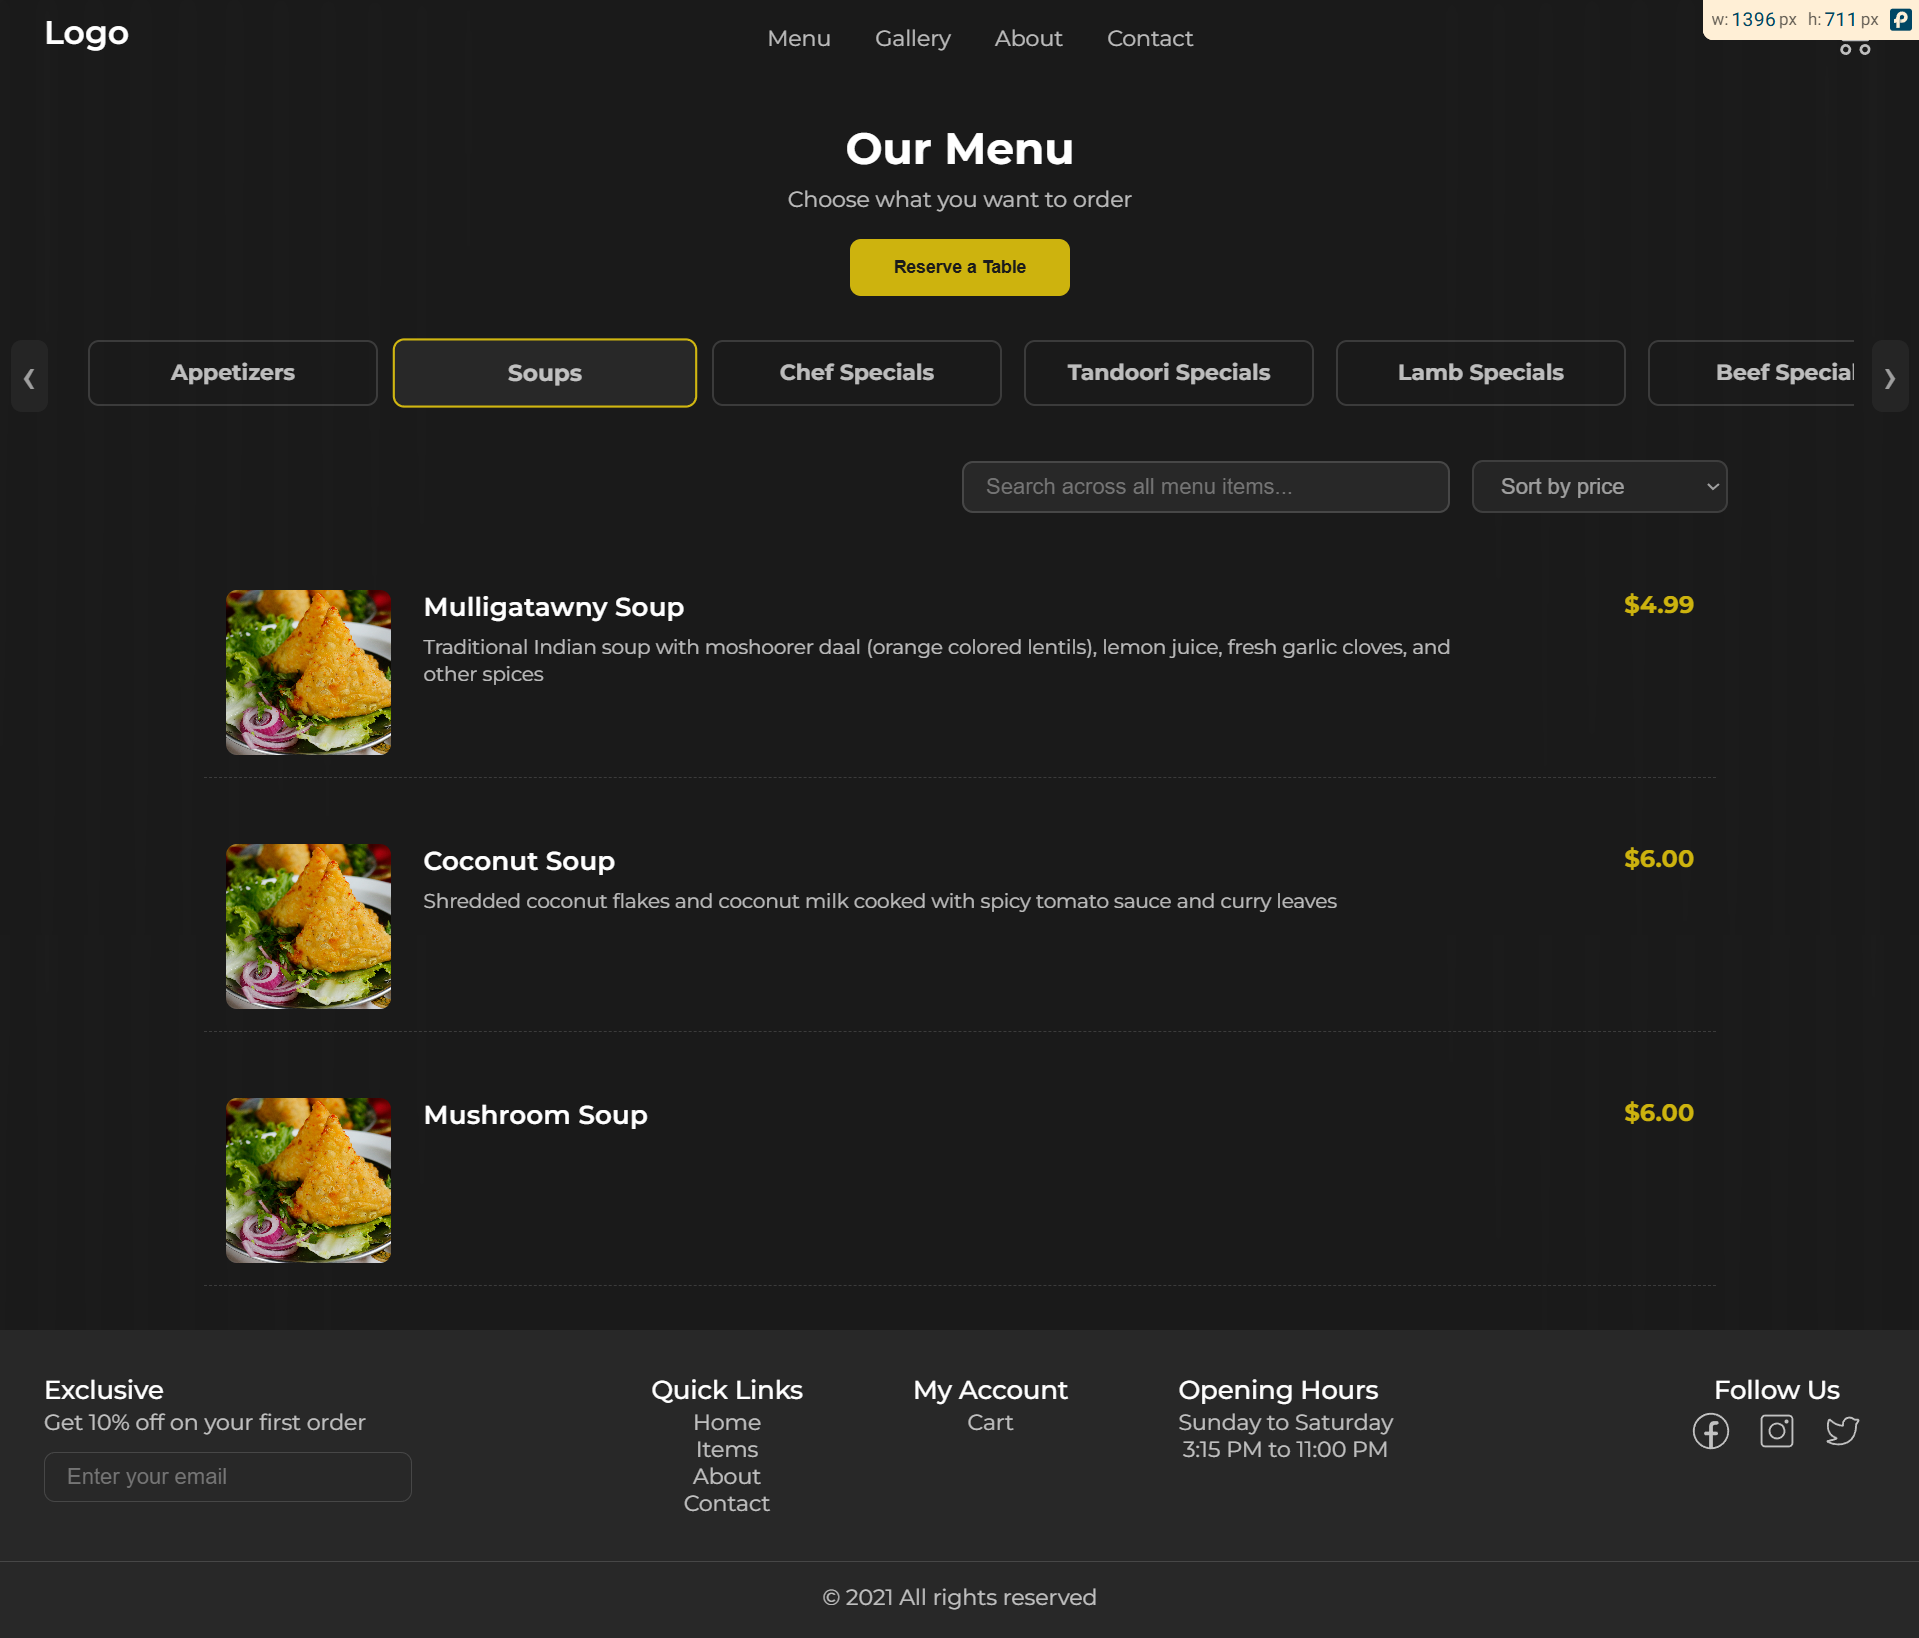 Logo
Menu Gallery About Contact
w: 1396 px h: 711 px
Our Menu
Choose what you want to order
Reserve a Table
Appetizers Soups Chef Specials Tandoori Specials Lamb Specials Beef Special
Search across all menu items... Sort by price
Mulligatawny Soup $4.99
Traditional Indian soup with moshoorer daal (orange colored lentils), lemon juice, fresh garlic cloves, and
other spices
Coconut Soup $6.00
Shredded coconut flakes and coconut milk cooked with spicy tomato sauce and curry leaves
Mushroom Soup $6.00
Exclusive
Get 10% off on your first order
Enter your email
Quick Links
Home
Items
About
Contact
My Account
Cart
Opening Hours
Sunday to Saturday
3:15 PM to 11:00 PM
Follow Us
© 2021 All rights reserved